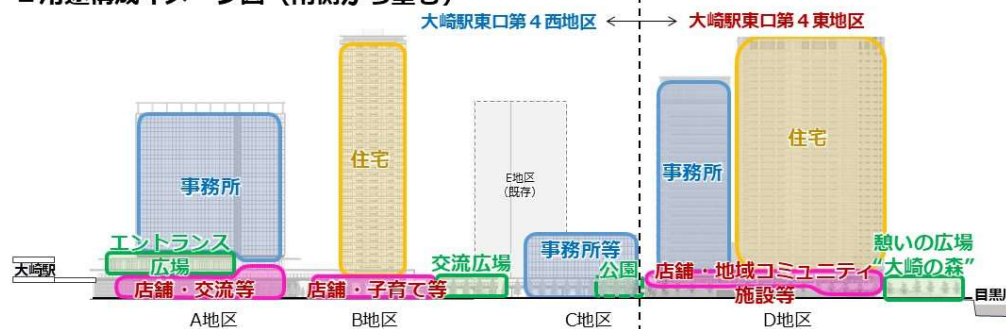 大崎駅東口第4西地区
大崎駅東口第4東地区
事務所
住宅
E地区
(既存)
事務所
住宅
エントランス
広場
大崎駅
店舗・交流等
店舗・子育て等
交流広場
事務所等
公園
店舗・地域コミュニティ
施設等
憩いの広場
“大崎の森”
A地区
B地区
C地区
D地区